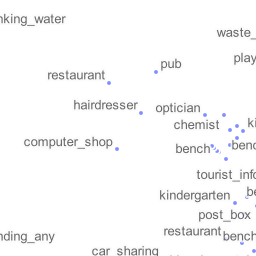 nking_water
waste_
play
pub
restaurant
hairdresser
optician
chemist
ki
computer_shop
bench
benc
tourist_info
kindergarten
be
post_box
restaurant
bench
nding_any
car_sharing